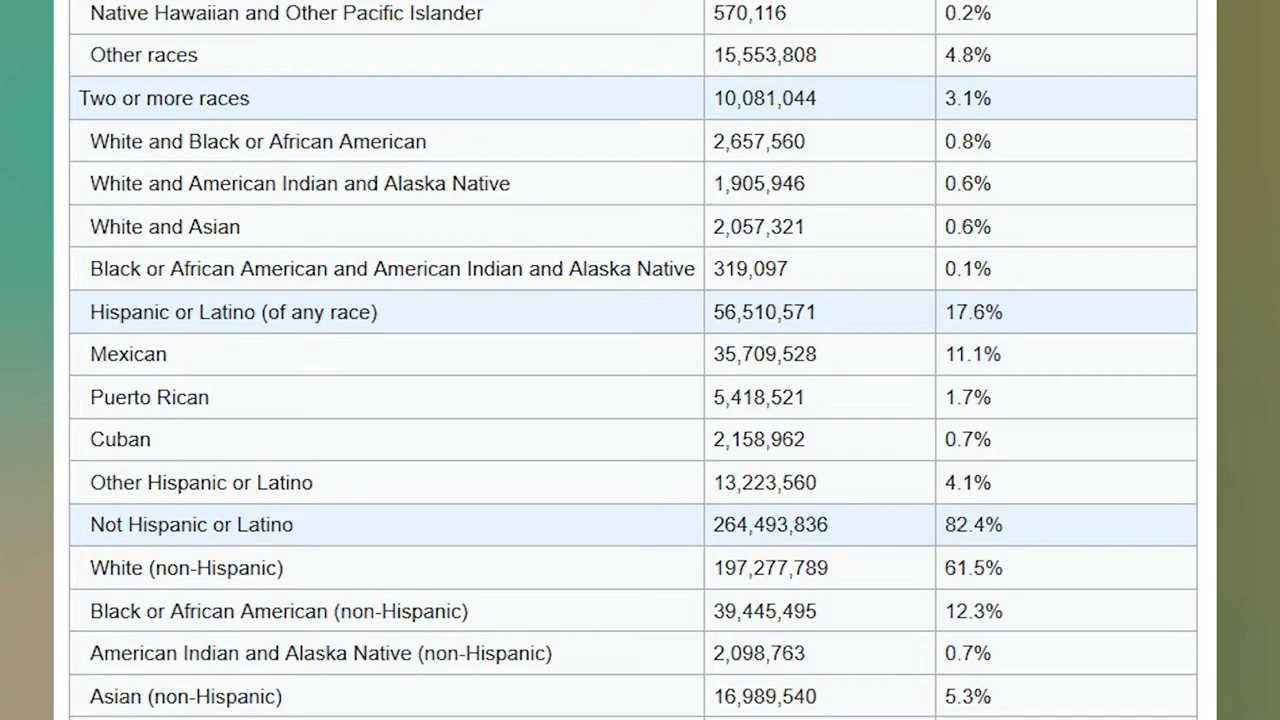 Native Hawaiian and Other Pacific Islander 570,116 0.2%
Other races 15,553,808 4.8%
Two or more races 10,081,044 3.1%
White and Black or African American 2,657,560 0.8%
White and American Indian and Alaska Native 1,905,946 0.6%
White and Asian 2,057,321 0.6%
Black or African American and American Indian and Alaska Native 319,097 0.1%
Hispanic or Latino (of any race) 56,510,571 17.6%
Mexican 35,709,528 11.1%
Puerto Rican 5,418,521 1.7%
Cuban 2,158,962 0.7%
Other Hispanic or Latino 13,223,560 4.1%
Not Hispanic or Latino 264,493,836 82.4%
White (non-Hispanic) 197,277,789 61.5%
Black or African American (non-Hispanic) 39,445,495 12.3%
American Indian and Alaska Native (non-Hispanic) 2,098,763 0.7%
Asian (non-Hispanic) 16,989,540 5.3%